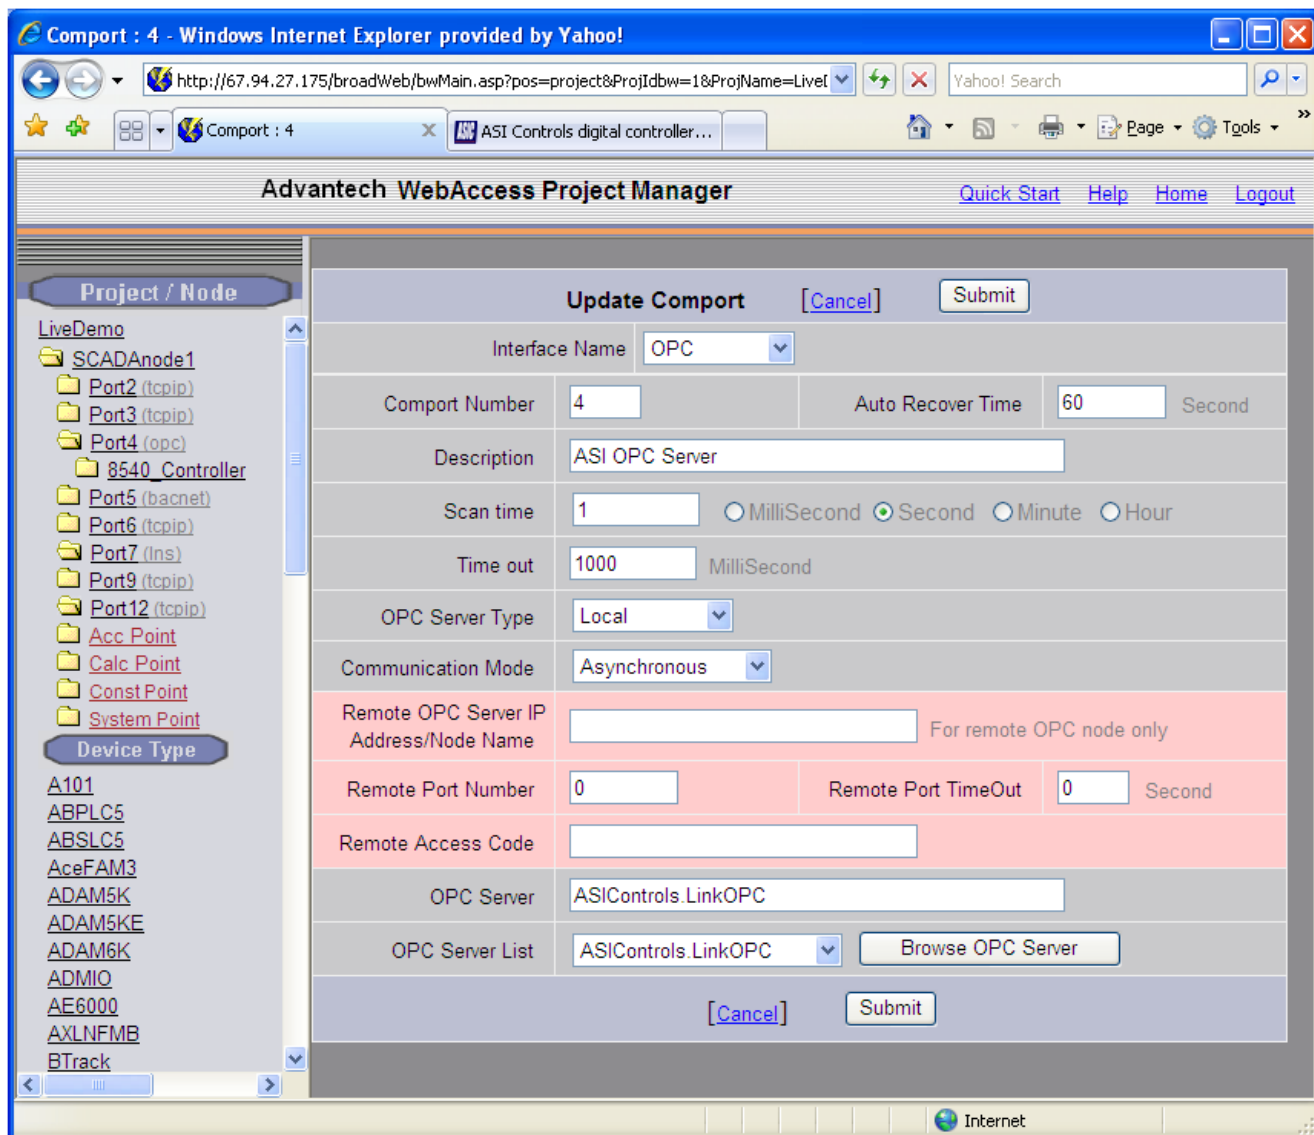 Comport : 4 - Windows Internet Explorer provided by Yahoo!
http://67.94.27.175/broadWeb/bwMain.asp?pos=project&ProjIdbw=1&ProjName=Live
Yahoo! Search
Comport : 4
ASI Controls digital controller...
Page
Tools
»
Advantech WebAccess Project Manager
Quick Start Help Home Logout
Project / Node
LiveDemo
SCADAnode1
Port2 (tcpip)
Port3 (tcpip)
Port4 (opc)
8540_Controller
Port5 (bacnet)
Port6 (tcpip)
Port7 (lns)
Port9 (tcpip)
Port12 (tcpip)
Acc Point
Calc Point
Const Point
System Point
Device Type
A101
ABPLC5
ABSLC5
AceFAM3
ADAM5K
ADAM5KE
ADAM6K
ADMIO
AE6000
AXLNFMB
BTrack
Update Comport [Cancel] Submit
Interface Name OPC
Comport Number 4 Auto Recover Time 60 Second
Description ASI OPC Server
Scan time 1 MilliSecond Second Minute Hour
Time out 1000 MilliSecond
OPC Server Type Local
Communication Mode Asynchronous
Remote OPC Server IP
Address/Node Name For remote OPC node only
Remote Port Number 0 Remote Port TimeOut 0 Second
Remote Access Code
OPC Server ASIControls.LinkOPC
OPC Server List ASIControls.LinkOPC Browse OPC Server
[Cancel] Submit
Internet